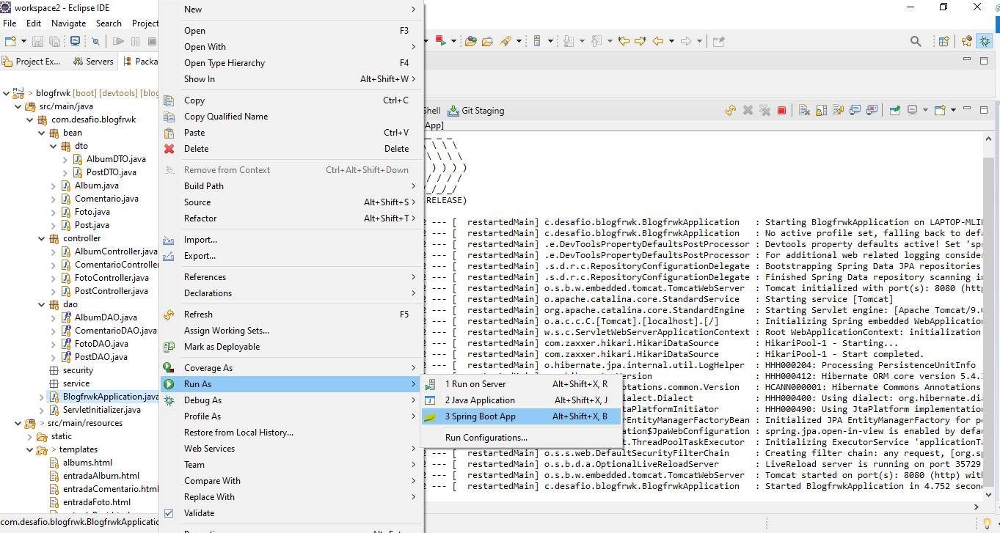 workspace2 - Eclipse IDE
File Edit Navigate Search Project
Project Ex... Servers Packa
> blogfrwk [boot] [devtools] [blog
src/main/java
com.desafio.blogfrwk
bean
dto
AlbumDTO.java
PostDTO.java
Album.java
Comentario.java
Foto.java
Post.java
controller
AlbumController.java
ComentarioController
FotoController.java
PostController.java
dao
AlbumDAO.java
ComentarioDAO.java
FotoDAO.java
PostDAO.java
security
service
BlogfrwkApplication.java
ServletInitializer.java
> src/main/resources
static
> templates
albums.html
entradaAlbum.html
entradaComentario.html
entradaFoto.html
com.desafio.blogfrwk.BlogfrwkApplicatio
New
Open F3
Open With
Open Type Hierarchy F4
Show In Alt+Shift+W
Copy Ctrl+C
Copy Qualified Name
Paste Ctrl+V
Delete Delete
Remove from Context Ctrl+Alt+Shift+Down
Build Path
Source Alt+Shift+S
Refactor Alt+Shift+T
Import...
Export...
References
Declarations
Refresh F5
Assign Working Sets...
Mark as Deployable
Coverage As
Run As
Debug As
Profile As
Restore from Local History...
Web Services
Team
Compare With
Replace With
Validate
1 Run on Server Alt+Shift+X, R
2 Java Application Alt+Shift+X, J
3 Spring Boot App Alt+Shift+X, B
Run Configurations...
Shell Git Staging
App]
RELEASE)
2 --- [ restartedMain] c.desafio.blogfrwk.BlogfrwkApplication : Starting BlogfrwkApplication on LAPTOP-MLI
2 --- [ restartedMain] c.desafio.blogfrwk.BlogfrwkApplication : No active profile set, falling back to defa
2 --- [ restartedMain] .e.DevToolsPropertyDefaultsPostProcessor : Devtools property defaults active! Set 'spr
2 --- [ restartedMain] .e.DevToolsPropertyDefaultsPostProcessor : For additional web related logging consider
2 --- [ restartedMain] .s.d.r.c.RepositoryConfigurationDelegate : Bootstrapping Spring Data JPA repositories
2 --- [ restartedMain] .s.d.r.c.RepositoryConfigurationDelegate : Finished Spring Data repository scanning in
2 --- [ restartedMain] o.s.b.w.embedded.tomcat.TomcatWebServer : Tomcat initialized with port(s): 8080 (http
2 --- [ restartedMain] o.apache.catalina.core.StandardService : Starting service [Tomcat]
2 --- [ restartedMain] org.apache.catalina.core.StandardEngine : Starting Servlet engine: [Apache Tomcat/9.0
2 --- [ restartedMain] o.a.c.c.C.[Tomcat].[localhost].[/] : Initializing Spring embedded WebApplication
2 --- [ restartedMain] w.s.c.ServletWebServerApplicationContext : Root WebApplicationContext: initialization
2 --- [ restartedMain] com.zaxxer.hikari.HikariDataSource : HikariPool-1 - Starting...
2 --- [ restartedMain] com.zaxxer.hikari.HikariDataSource : HikariPool-1 - Start completed.
2 --- [ restartedMain] o.hibernate.jpa.internal.util.LogHelper : HHH000204: Processing PersistenceUnitInfo
ersion : HHH000412: Hibernate ORM core version 5.4.
tations.common.Version : HCANN000001: Hibernate Commons Annotations
ialect.Dialect : HHH000400: Using dialect: org.hibernate.dia
taPlatformInitiator : HHH000490: Using JtaPlatform implementation
rEntityManagerFactoryBean : Initialized JPA EntityManagerFactory for pe
ation$JpaWebConfiguration : spring.jpa.open-in-view is enabled by defau
t.ThreadPoolTaskExecutor : Initializing ExecutorService 'applicationTa
2 --- [ restartedMain] o.s.s.web.DefaultSecurityFilterChain : Creating filter chain: any request, [org.sp
2 --- [ restartedMain] o.s.b.d.a.OptionalLiveReloadServer : LiveReload server is running on port 35729
2 --- [ restartedMain] o.s.b.w.embedded.tomcat.TomcatWebServer : Tomcat started on port(s): 8080 (http) with
2 --- [ restartedMain] c.desafio.blogfrwk.BlogfrwkApplication : Started BlogfrwkApplication in 4.752 second